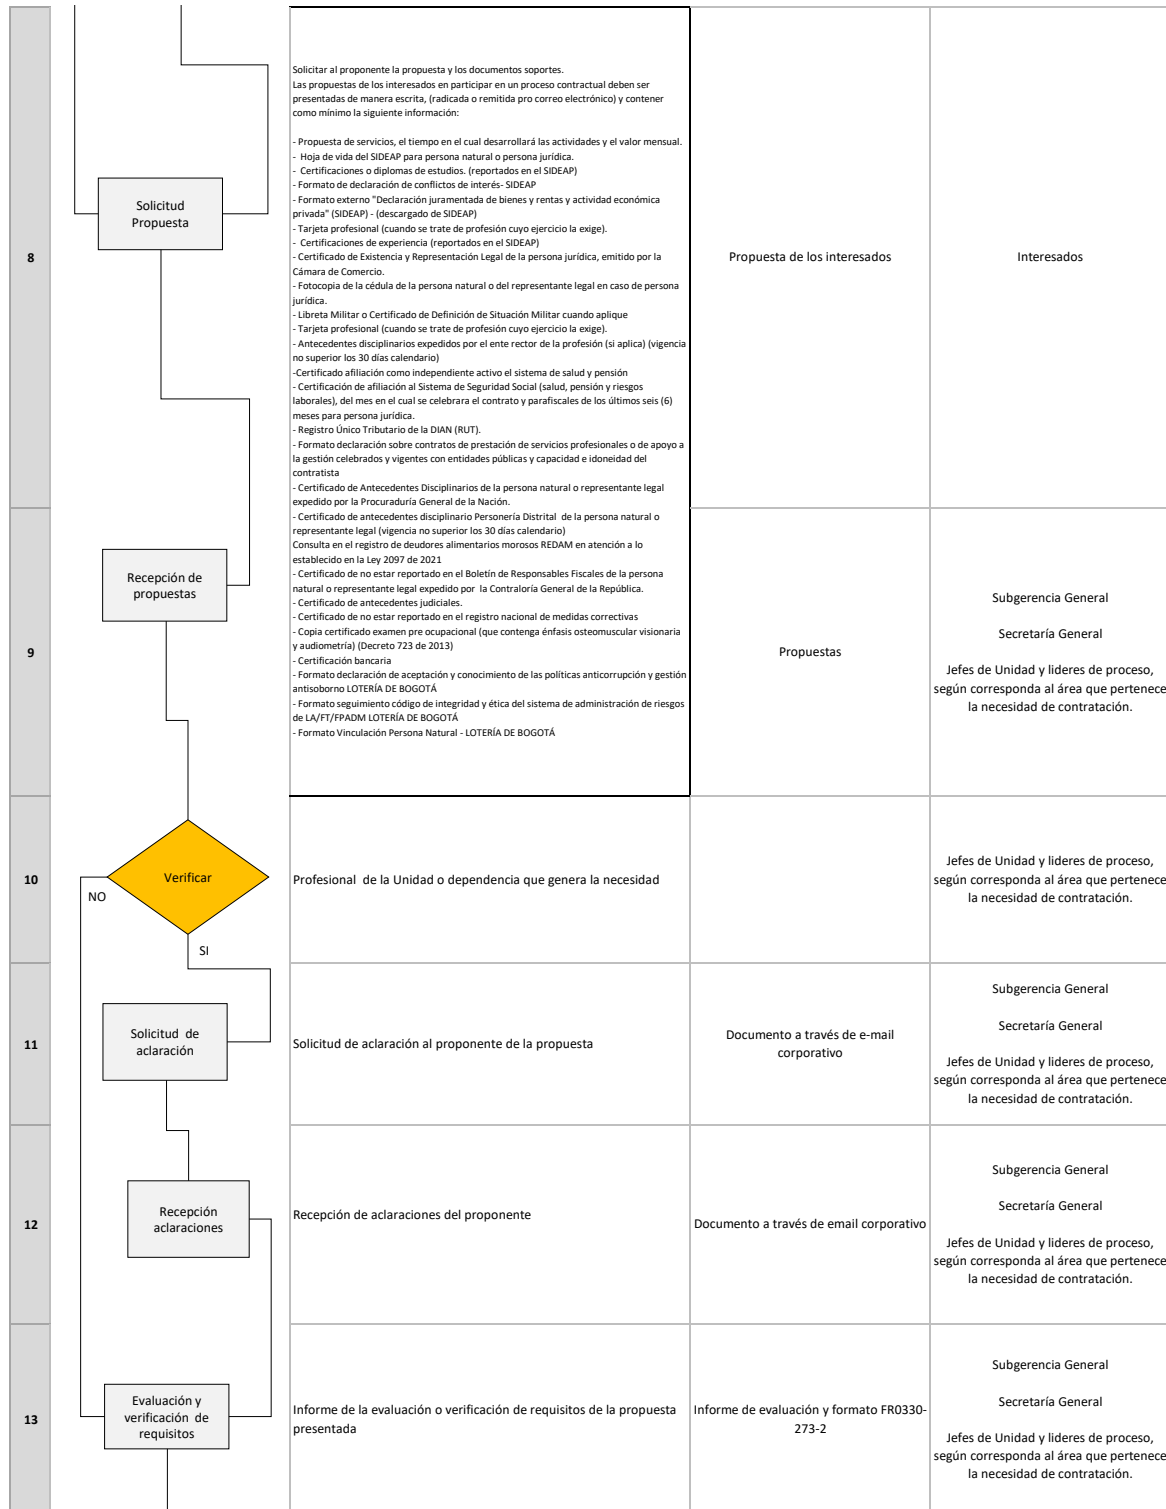 8
Solicitud
Propuesta
Solicitar al proponente la propuesta y los documentos soportes.
Las propuestas de los interesados en participar en un proceso contractual deben ser
presentadas de manera escrita, (radicada o remitida pro correo electrónico) y contener
como mínimo la siguiente información:
- Propuesta de servicios, el tiempo en el cual desarrollará las actividades y el valor mensual.
- Hoja de vida del SIDEAP para persona natural o persona jurídica.
- Certificaciones o diplomas de estudios. (reportados en el SIDEAP)
- Formato de declaración de conflictos de interés- SIDEAP
- Formato externo "Declaración juramentada de bienes y rentas y actividad económica
privada" (SIDEAP) - (descargado de SIDEAP)
- Tarjeta profesional (cuando se trate de profesión cuyo ejercicio la exige).
- Certificaciones de experiencia (reportados en el SIDEAP)
- Certificado de Existencia y Representación Legal de la persona jurídica, emitido por la
Cámara de Comercio.
- Fotocopia de la cédula de la persona natural o del representante legal en caso de persona
jurídica.
- Libreta Militar o Certificado de Definición de Situación Militar cuando aplique
- Tarjeta profesional (cuando se trate de profesión cuyo ejercicio la exige).
- Antecedentes disciplinarios expedidos por el ente rector de la profesión (si aplica) (vigencia
no superior los 30 días calendario)
-Certificado afiliación como independiente activo el sistema de salud y pensión
- Certificación de afiliación al Sistema de Seguridad Social (salud, pensión y riesgos
laborales), del mes en el cual se celebrara el contrato y parafiscales de los últimos seis (6)
meses para persona jurídica.
- Registro Único Tributario de la DIAN (RUT).
- Formato declaración sobre contratos de prestación de servicios profesionales o de apoyo a
la gestión celebrados y vigentes con entidades públicas y capacidad e idoneidad del
contratista
- Certificado de Antecedentes Disciplinarios de la persona natural o representante legal
expedido por la Procuraduría General de la Nación.
- Certificado de antecedentes disciplinario Personería Distrital de la persona natural o
representante legal (vigencia no superior los 30 días calendario)
Consulta en el registro de deudores alimentarios morosos REDAM en atención a lo
establecido en la Ley 2097 de 2021
- Certificado de no estar reportado en el Boletín de Responsables Fiscales de la persona
natural o representante legal expedido por la Contraloría General de la República.
- Certificado de antecedentes judiciales.
- Certificado de no estar reportado en el registro nacional de medidas correctivas
- Copia certificado examen pre ocupacional (que contenga énfasis osteomuscular visionaria
y audiometría) (Decreto 723 de 2013)
- Certificación bancaria
- Formato declaración de aceptación y conocimiento de las políticas anticorrupción y gestión
antisoborno LOTERÍA DE BOGOTÁ
- Formato seguimiento código de integridad y ética del sistema de administración de riesgos
de LA/FT/FPADM LOTERÍA DE BOGOTÁ
- Formato Vinculación Persona Natural - LOTERÍA DE BOGOTÁ
Propuesta de los interesados
Interesados
9
Recepción de
propuestas
Propuestas
Subgerencia General
Secretaría General
Jefes de Unidad y lideres de proceso,
según corresponda al área que pertenece
la necesidad de contratación.
10
Verificar
NO
SI
Profesional de la Unidad o dependencia que genera la necesidad
Jefes de Unidad y lideres de proceso,
según corresponda al área que pertenece
la necesidad de contratación.
11
Solicitud de
aclaración
Solicitud de aclaración al proponente de la propuesta
Documento a través de e-mail
corporativo
Subgerencia General
Secretaría General
Jefes de Unidad y lideres de proceso,
según corresponda al área que pertenece
la necesidad de contratación.
12
Recepción
aclaraciones
Recepción de aclaraciones del proponente
Documento a través de email corporativo
Subgerencia General
Secretaría General
Jefes de Unidad y lideres de proceso,
según corresponda al área que pertenece
la necesidad de contratación.
13
Evaluación y
verificación de
requisitos
Informe de la evaluación o verificación de requisitos de la propuesta
presentada
Informe de evaluación y formato FR0330-
273-2
Subgerencia General
Secretaría General
Jefes de Unidad y lideres de proceso,
según corresponda al área que pertenece
la necesidad de contratación.